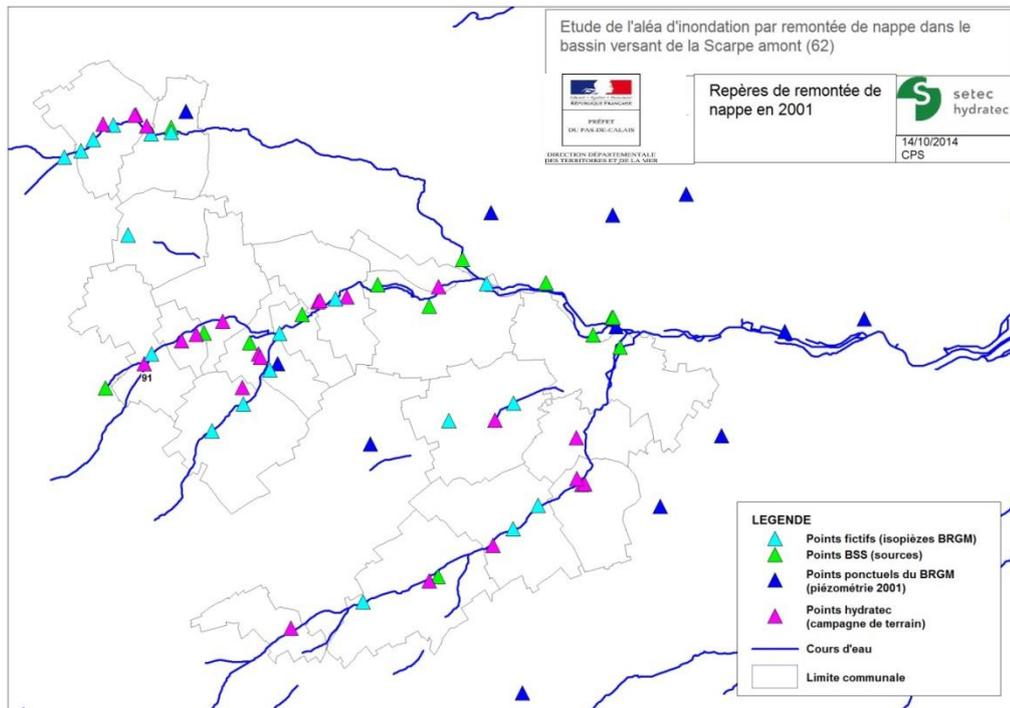 Etude de l'aléa d'inondation par remontée de nappe dans le
bassin versant de la Scarpe amont (62)
RÉPUBLIQUE FRANÇAISE
PRÉFET
DU PAS-DE-CALAIS
DIRECTION DÉPARTEMENTALE
DES TERRITOIRES ET DE LA MER
Repères de remontée de
nappe en 2001
setec
hydratec
14/10/2014
CPS
91
LEGENDE
Points fictifs (isopièzes BRGM)
Points BSS (sources)
Points ponctuels du BRGM
(piézométrie 2001)
Points hydratec
(campagne de terrain)
Cours d'eau
Limite communale